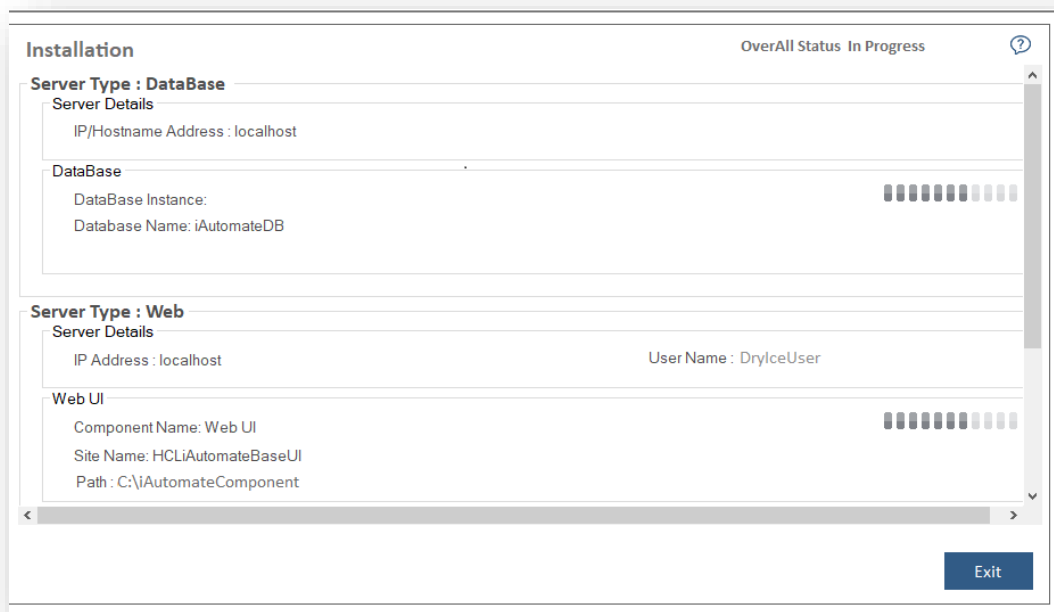 Installation
OverAll Status In Progress
?
Server Type : DataBase
Server Details
IP/Hostname Address : localhost
DataBase
DataBase Instance:
Database Name: iAutomateDB
Server Type : Web
Server Details
IP Address : localhost
User Name : DryIceUser
Web UI
Component Name: Web UI
Site Name: HCLiAutomateBaseUI
Path : C:\iAutomateComponent
Exit